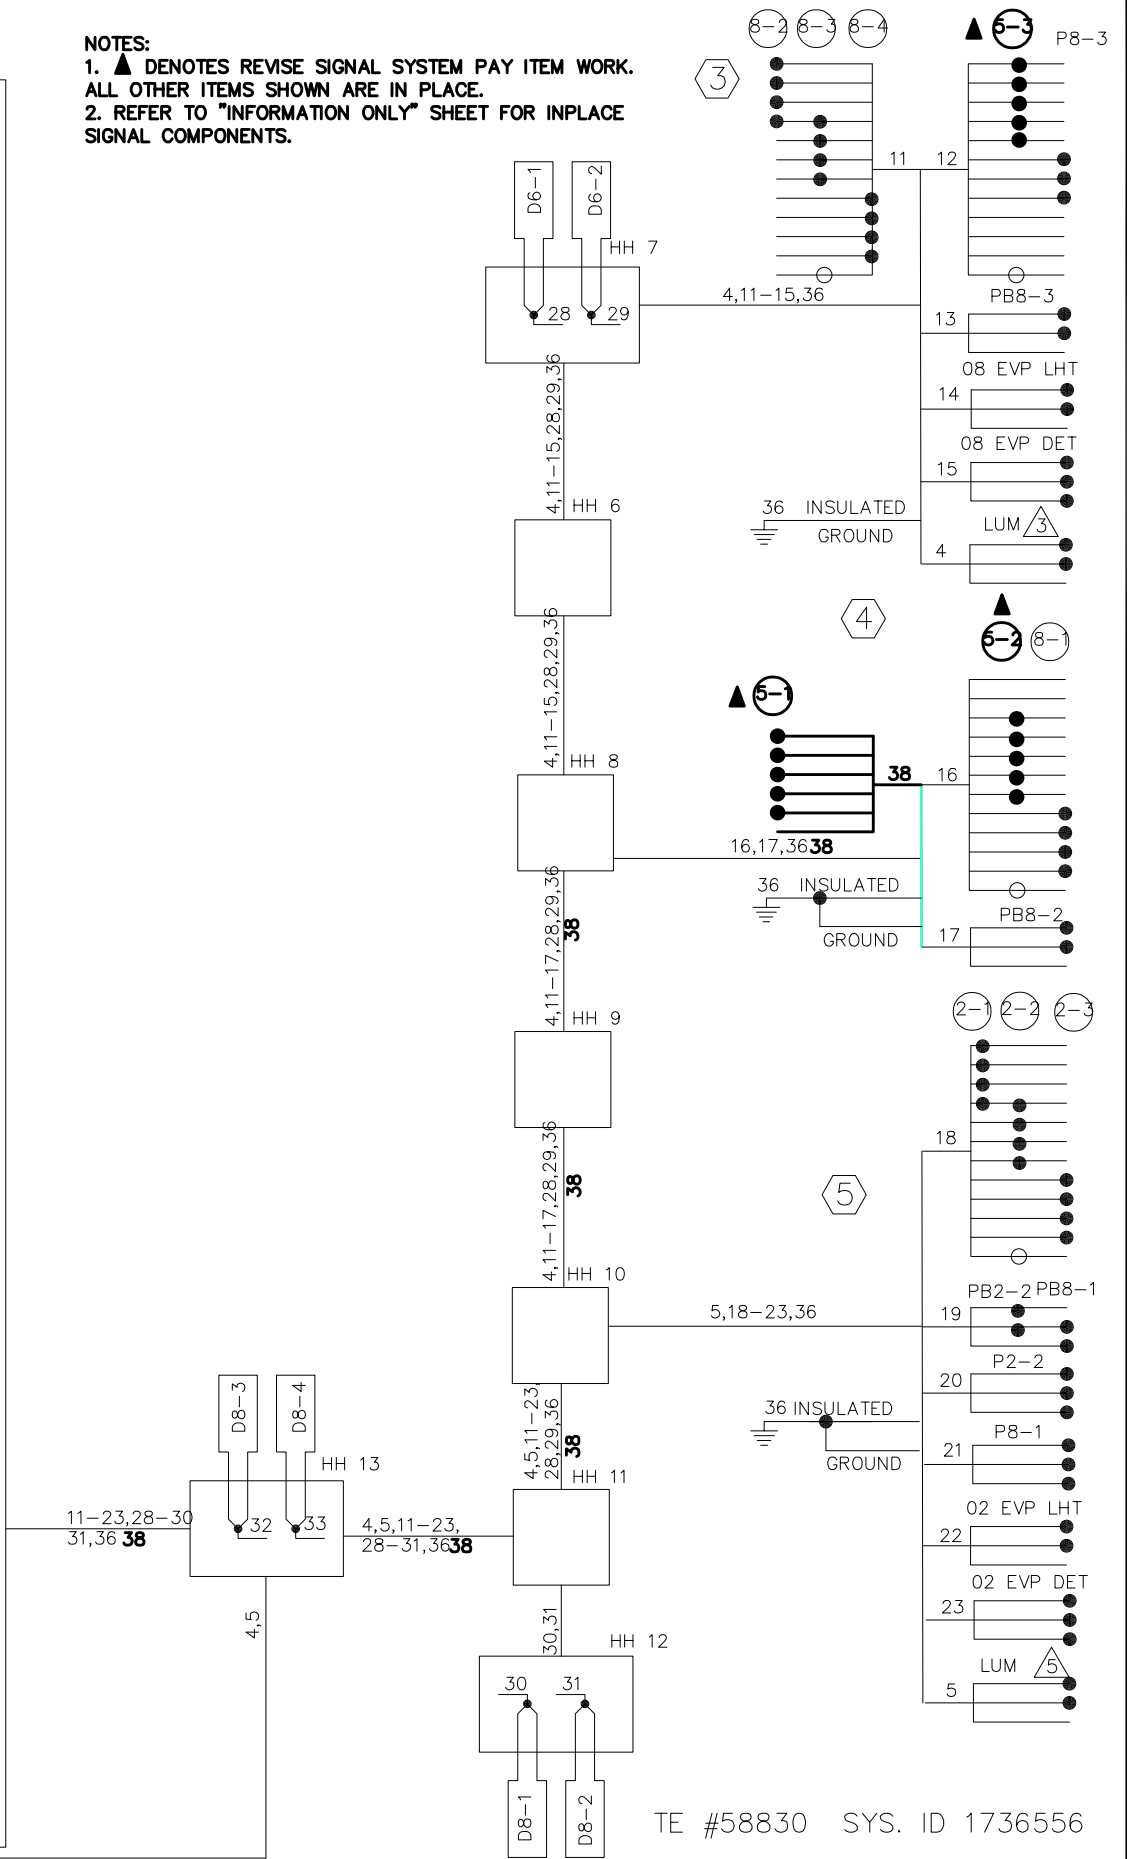 NOTES:
1. ▲ DENOTES REVISE SIGNAL SYSTEM PAY ITEM WORK.
ALL OTHER ITEMS SHOWN ARE IN PLACE.
2. REFER TO "INFORMATION ONLY" SHEET FOR INPLACE
SIGNAL COMPONENTS.
8-2 8-3 8-4
▲ 5-3 P8-3
3
11 12
D6-1 D6-2
HH 7
28 29
4,11-15,36
PB8-3
13
08 EVP LHT
14
08 EVP DET
15
36 INSULATED
GROUND
LUM 3
4
4,11-15,28,29,36
HH 6
4,11-15,28,29,36
4
▲
5-2 8-1
▲ 5-1
38 16
HH 8
16,17,36 38
36 INSULATED
GROUND
PB8-2
17
4,11-17,28,29,36
38
HH 9
2-1 2-2 2-3
18
5
4,11-17,28,29,36
38
HH 10
5,18-23,36
PB2-2 PB8-1
19
P2-2
20
36 INSULATED
GROUND
P8-1
21
02 EVP LHT
22
02 EVP DET
23
LUM 5
5
4,5,11-23,
28,29,36
38
HH 11
D8-3 D8-4
HH 13
32 33
11-23,28-30
31,36 38
4,5,11-23,
28-31,36 38
4,5
30,31
HH 12
30 31
D8-1 D8-2
TE #58830 SYS. ID 1736556